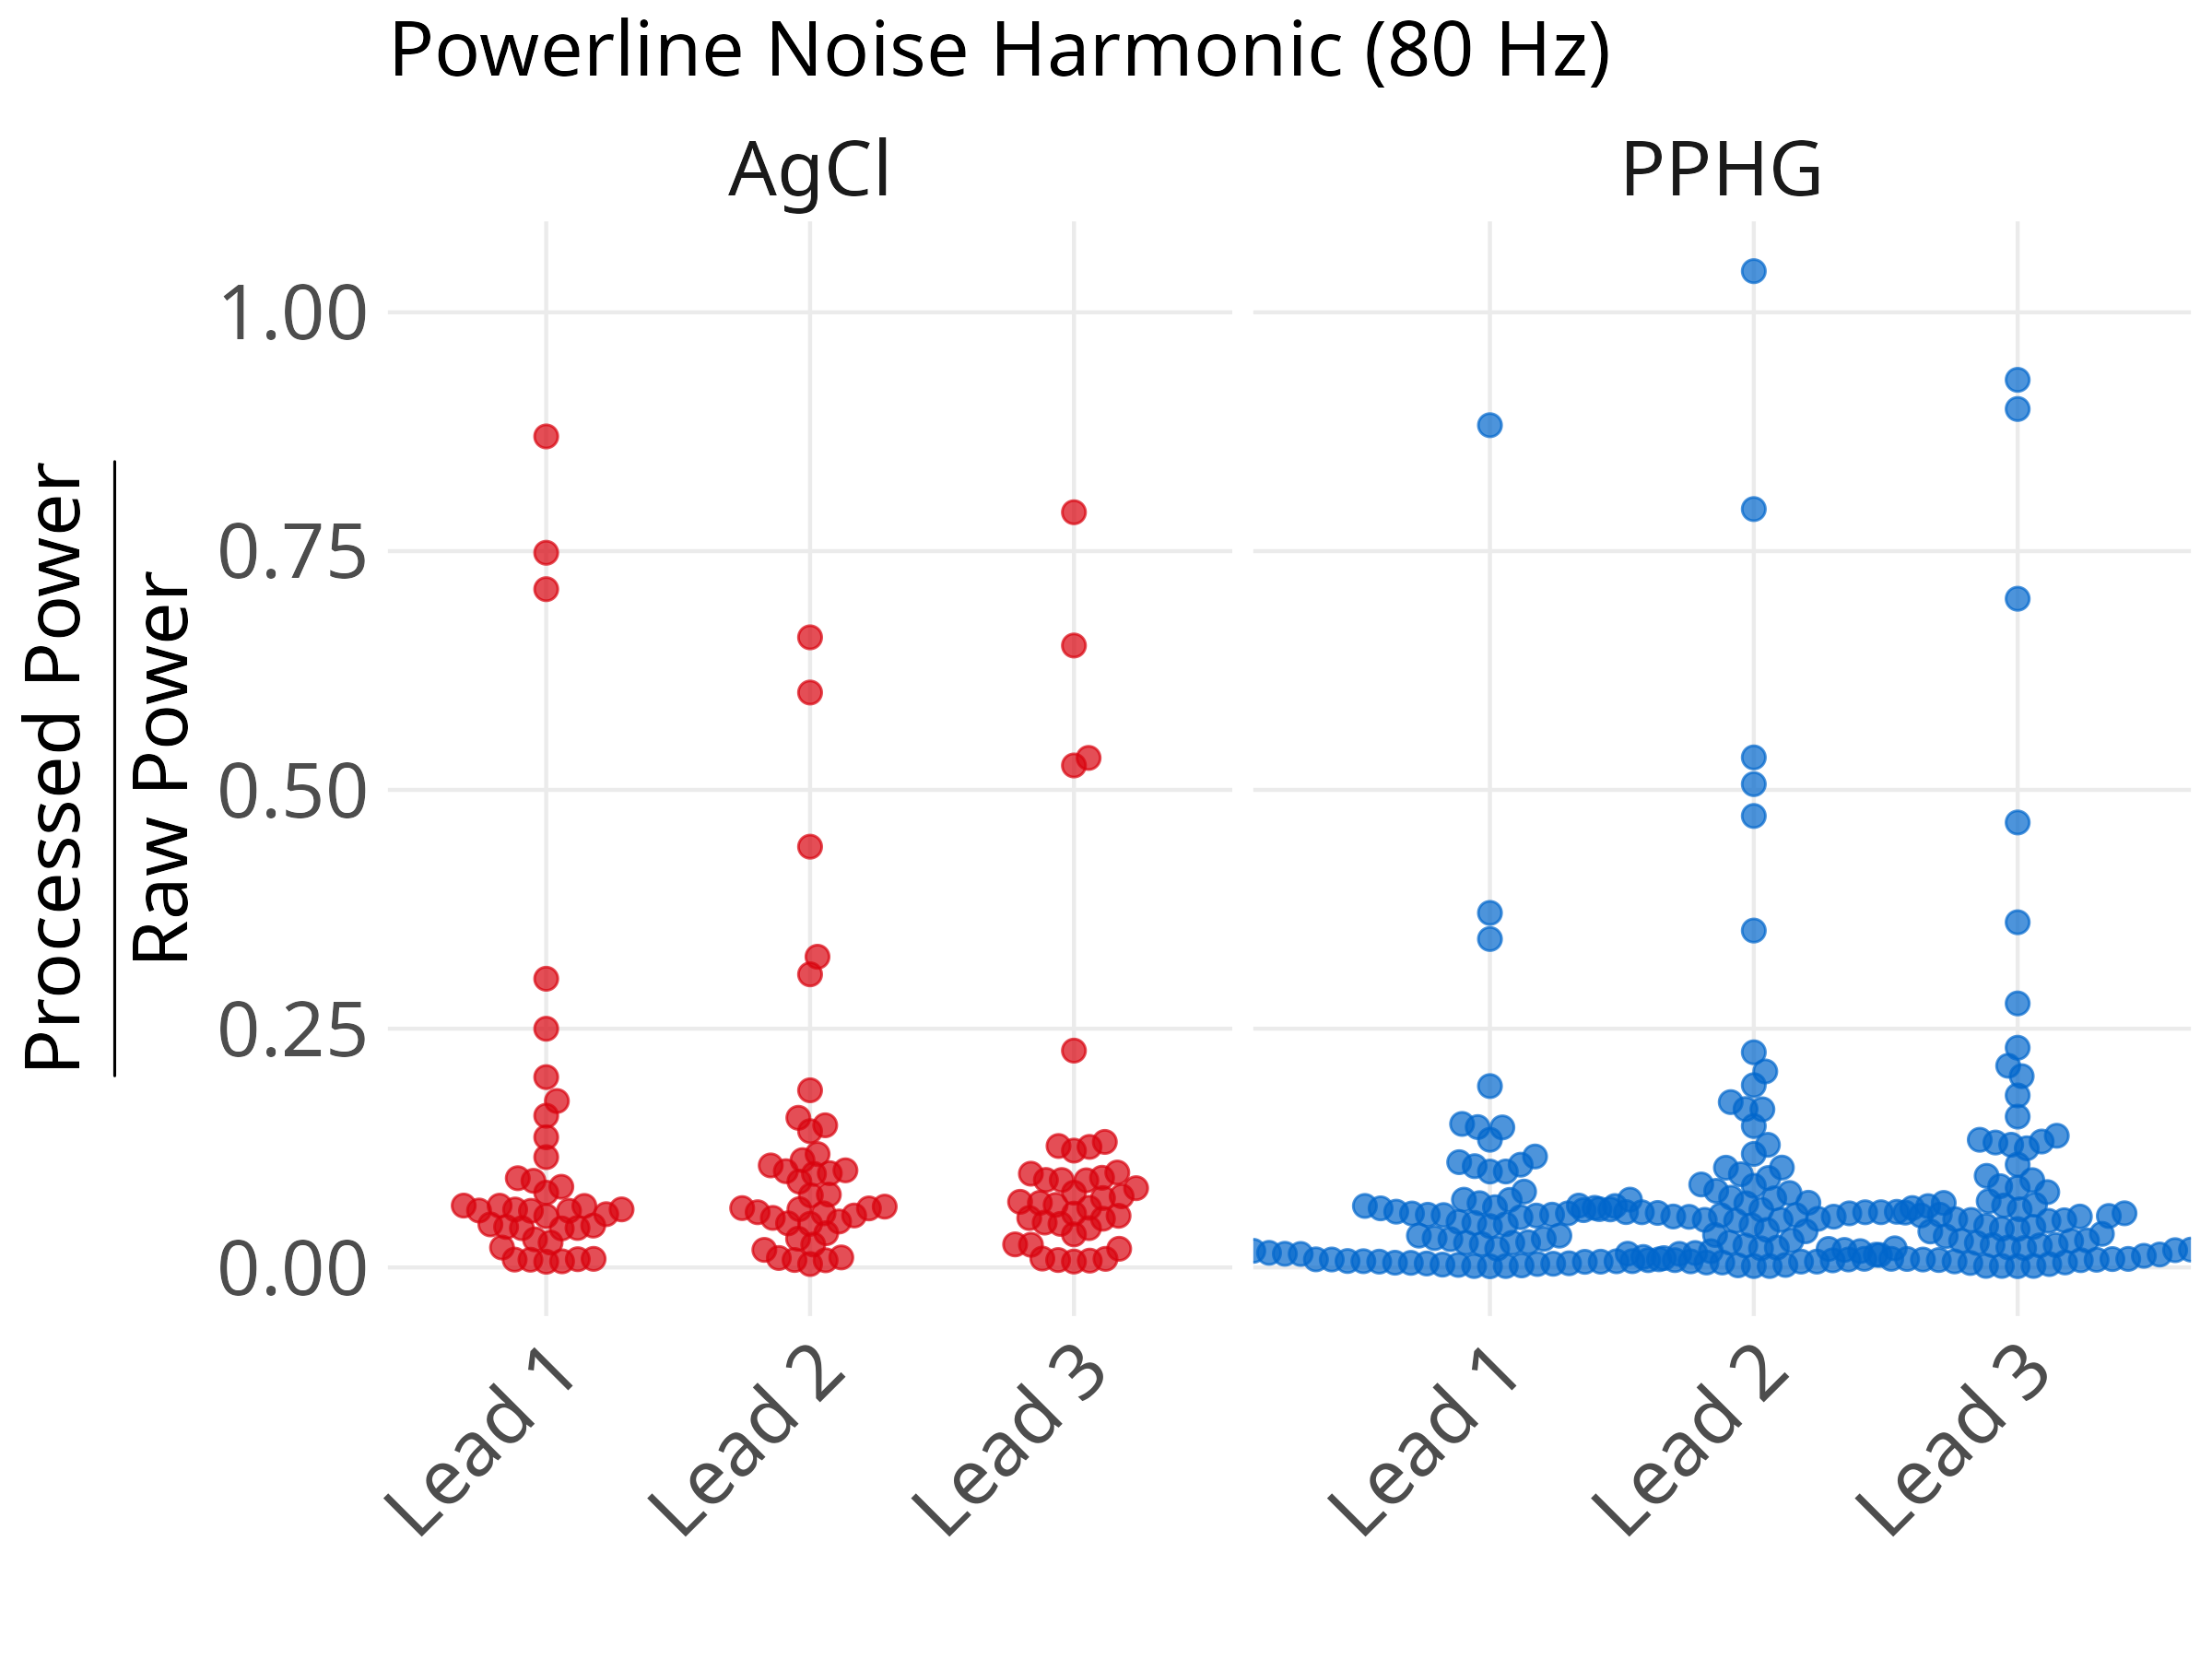 Powerline Noise Harmonic (80 Hz)
AgCl
PPHG
Processed Power
Raw Power
1.00
0.75
0.50
0.25
0.00
Lead 1
Lead 2
Lead 3
Lead 1
Lead 2
Lead 3